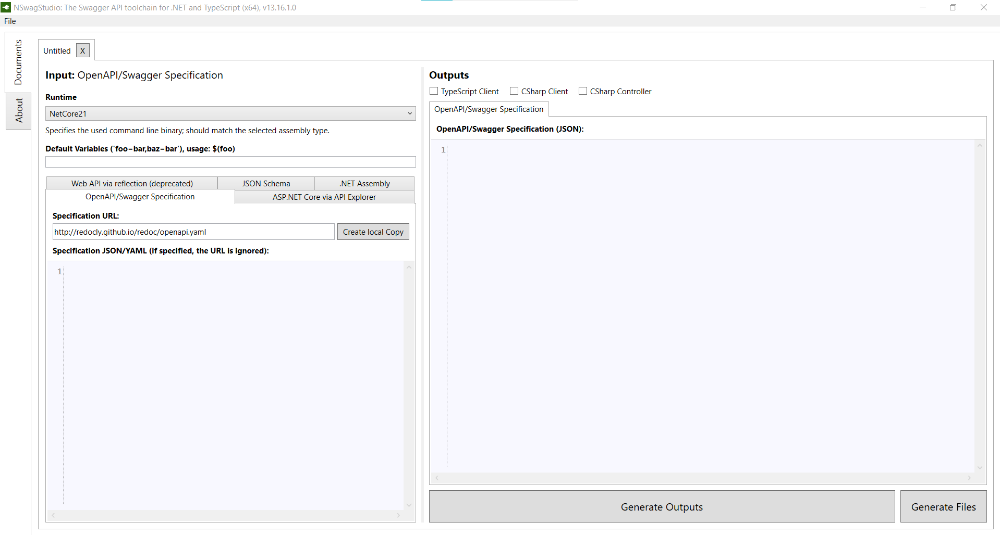 NSwagStudio: The Swagger API toolchain for .NET and TypeScript (x64), v13.16.1.0
File
Documents
About
Untitled X
Input: OpenAPI/Swagger Specification
Runtime
NetCore21
Specifies the used command line binary; should match the selected assembly type.
Default Variables ('foo=bar,baz=bar'), usage: $(foo)
Web API via reflection (deprecated) JSON Schema .NET Assembly
OpenAPI/Swagger Specification ASP.NET Core via API Explorer
Specification URL:
http://redocly.github.io/redoc/openapi.yaml Create local Copy
Specification JSON/YAML (if specified, the URL is ignored):
1
Outputs
TypeScript Client CSharp Client CSharp Controller
OpenAPI/Swagger Specification
OpenAPI/Swagger Specification (JSON):
1
Generate Outputs Generate Files